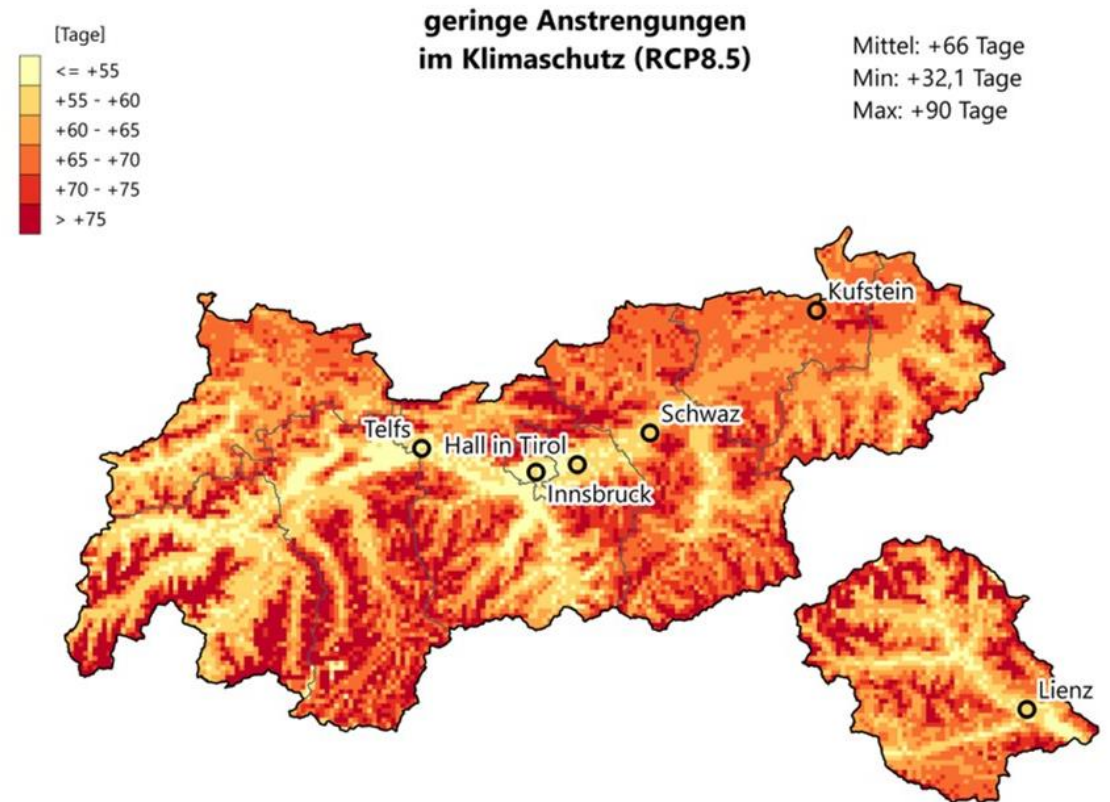 geringe Anstrengungen
im Klimaschutz (RCP8.5)
[Tage]
<= +55
+55 - +60
+60 - +65
+65 - +70
+70 - +75
> +75
Mittel: +66 Tage
Min: +32,1 Tage
Max: +90 Tage
Kufstein
Schwaz
Telfs
Hall in Tirol
Innsbruck
Lienz